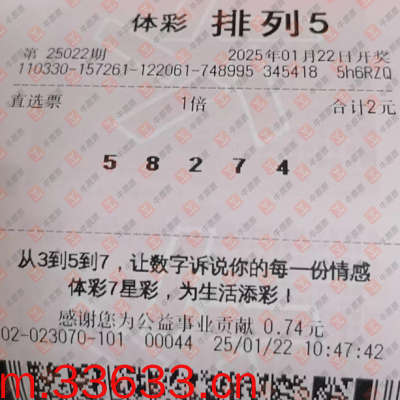 体彩 排列5
第 25022期 2025年01月22日开奖
110330-157261-122061-748995 345418 5h6RZQ
直选票 1倍 合计2元
5 8 2 7 4
从3到5到7，让数字诉说你的每一份情感
体彩7星彩，为生活添彩！
感谢您为公益事业贡献 0.74元
02-023070-101 00044 25/01/22 10:47:42
m.33633.cn